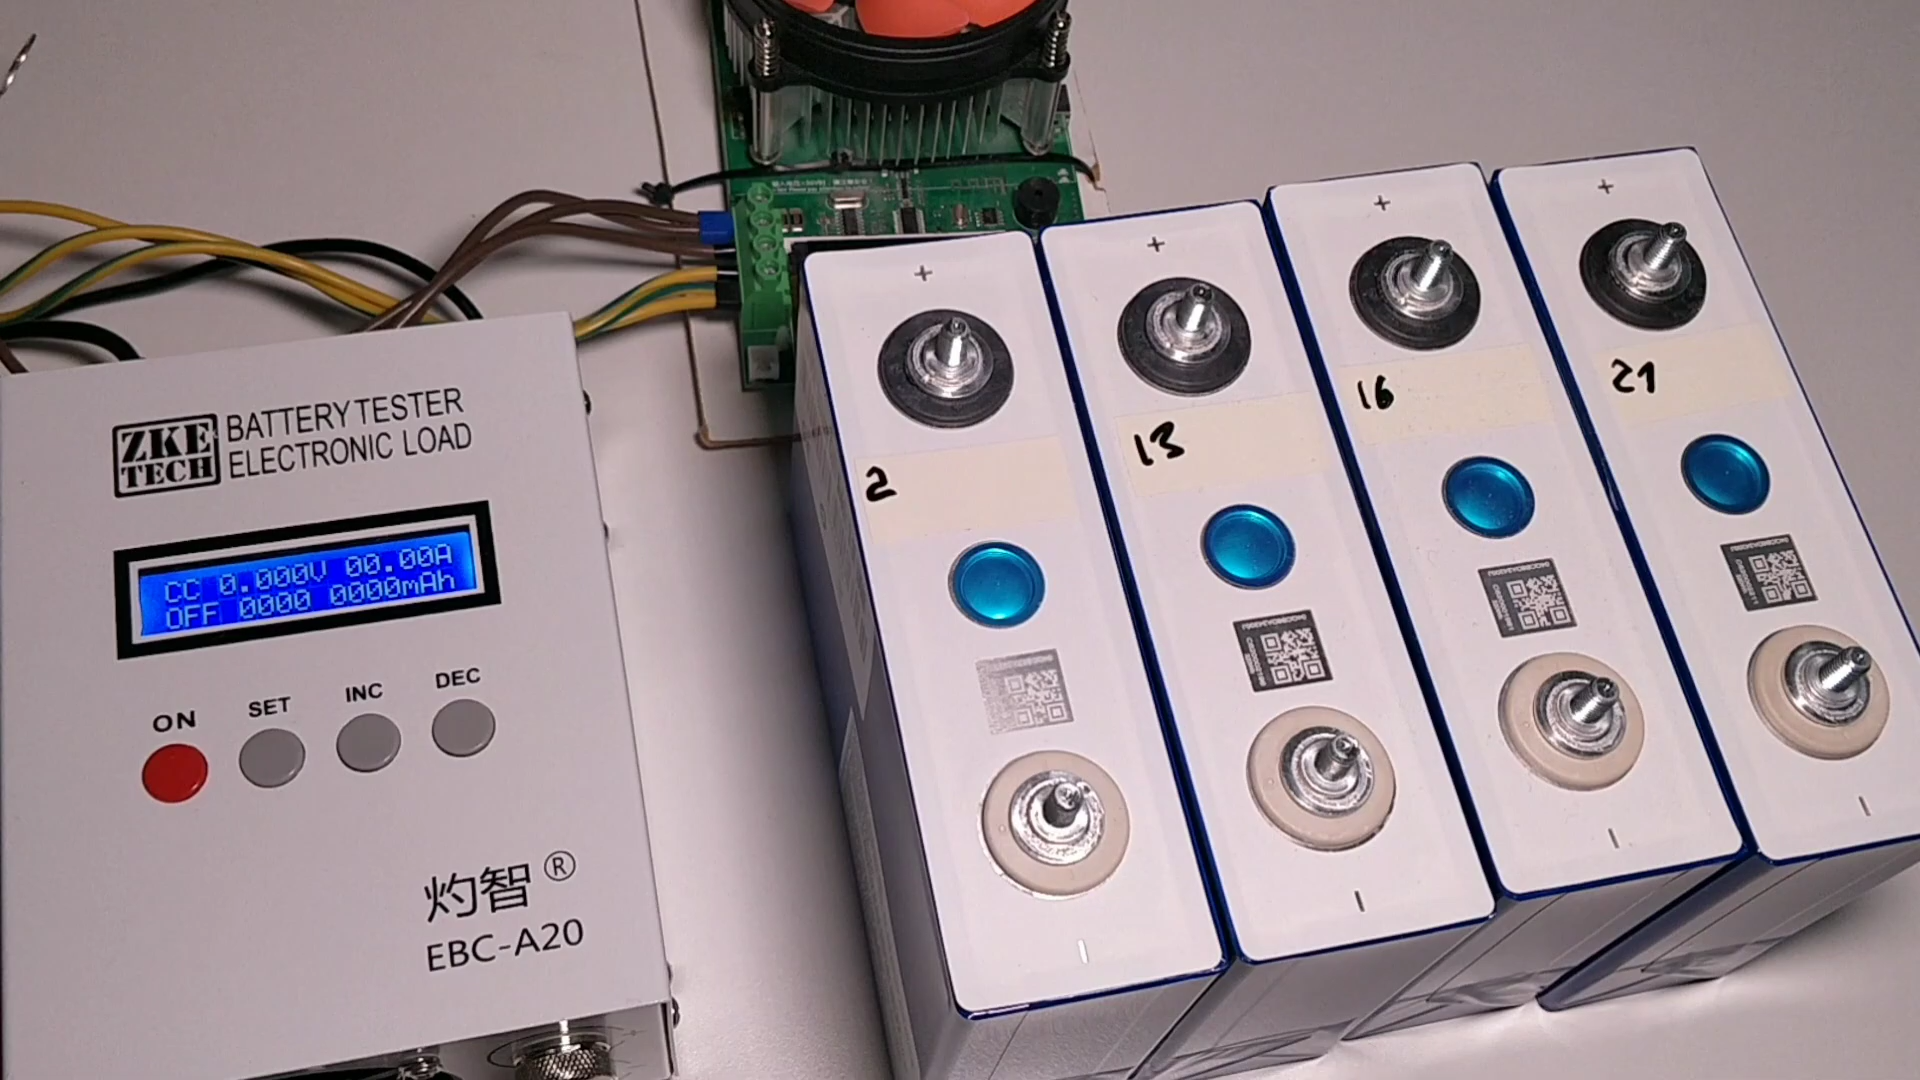 ZKE
TECH
BATTERY TESTER
ELECTRONIC LOAD
CC 0.000V 00.00A
OFF 0000 0000mAh
ON
SET
INC
DEC
灼智®
EBC-A20
+
+
+
+
2
13
16
21